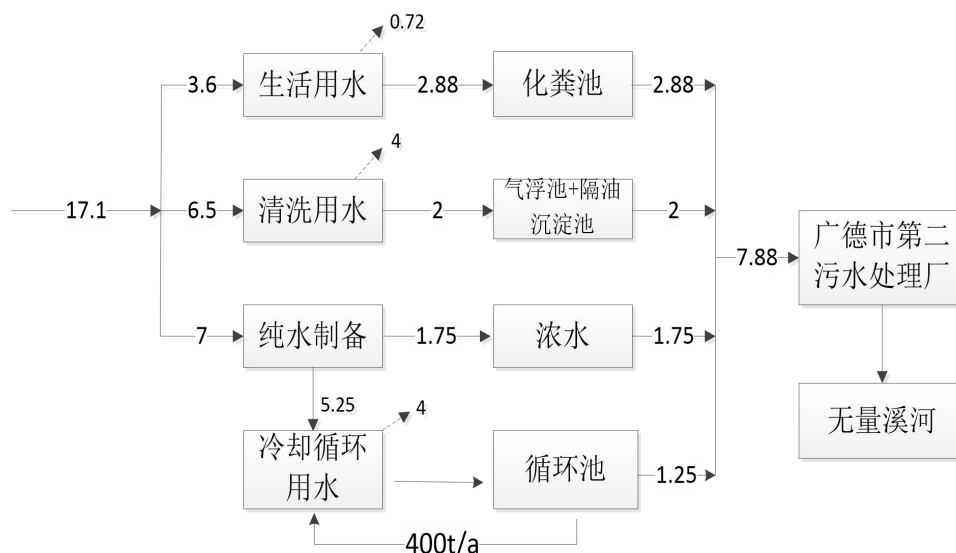 0.72
3.6
生活用水
2.88
化粪池
2.88
4
17.1
6.5
清洗用水
2
气浮池+隔油
沉淀池
2
7.88
广德市第二
污水处理厂
7
纯水制备
1.75
浓水
1.75
5.25
4
冷却循环
用水
循环池
1.25
无量溪河
400t/a